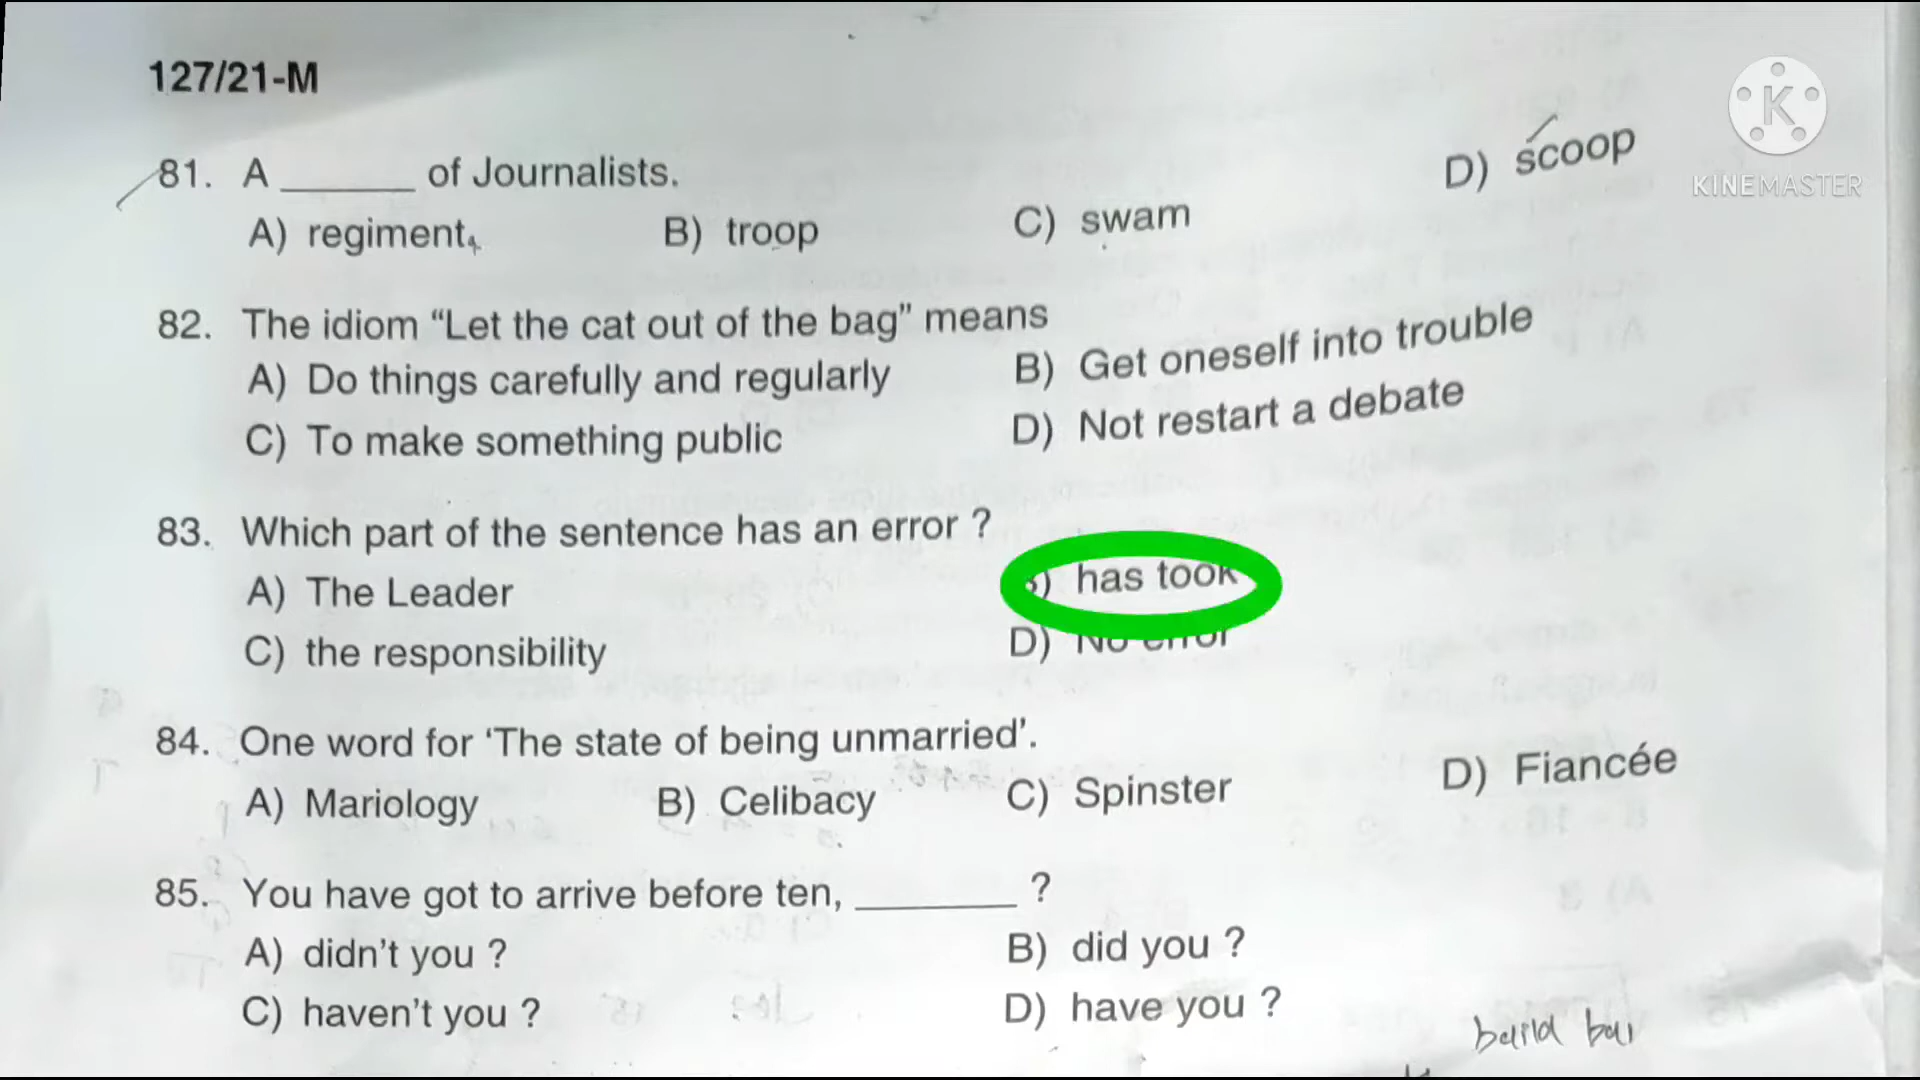 127/21-M
81. A ______ of Journalists.
A) regiment B) troop C) swam D) scoop
82. The idiom “Let the cat out of the bag” means
A) Do things carefully and regularly B) Get oneself into trouble
C) To make something public D) Not restart a debate
83. Which part of the sentence has an error ?
A) The Leader B) has took
C) the responsibility D) No error
84. One word for ‘The state of being unmarried’.
A) Mariology B) Celibacy C) Spinster D) Fiancée
85. You have got to arrive before ten, ________ ?
A) didn't you ? B) did you ?
C) haven't you ? D) have you ?
K
KINEMASTER